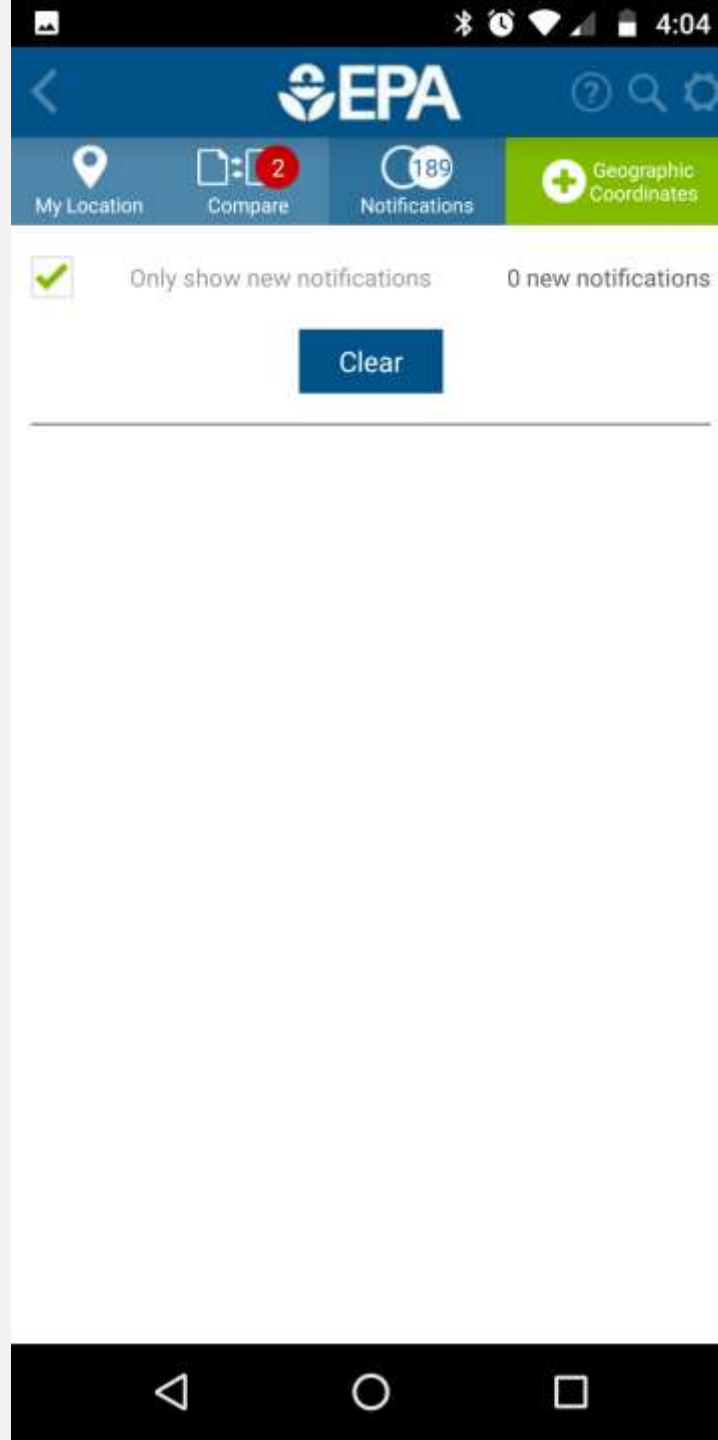 4:04
EPA
?
2
189
My Location
Compare
Notifications
Geographic
Coordinates
Only show new notifications
0 new notifications
Clear